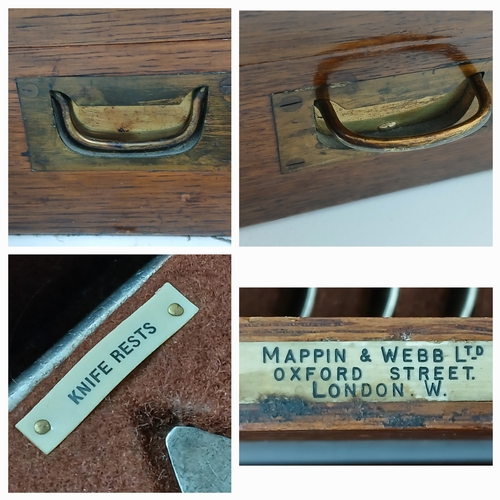 KNIFE RESTS
MAPPIN & WEBB LTD
OXFORD STREET.
LONDON. W.